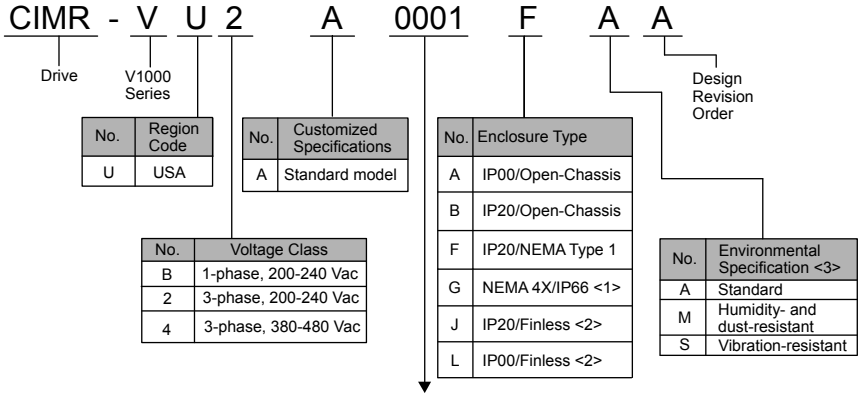 CIMR - V U 2 A 0001 F A A
Drive
V1000
Series
Design
Revision
Order
No. Region
Code
U USA
No. Customized
Specifications
A Standard model
No. Enclosure Type
A IP00/Open-Chassis
B IP20/Open-Chassis
F IP20/NEMA Type 1
G NEMA 4X/IP66 <1>
J IP20/Finless <2>
L IP00/Finless <2>
No. Voltage Class
B 1-phase, 200-240 Vac
2 3-phase, 200-240 Vac
4 3-phase, 380-480 Vac
No. Environmental
Specification <3>
A Standard
M Humidity- and
dust-resistant
S Vibration-resistant